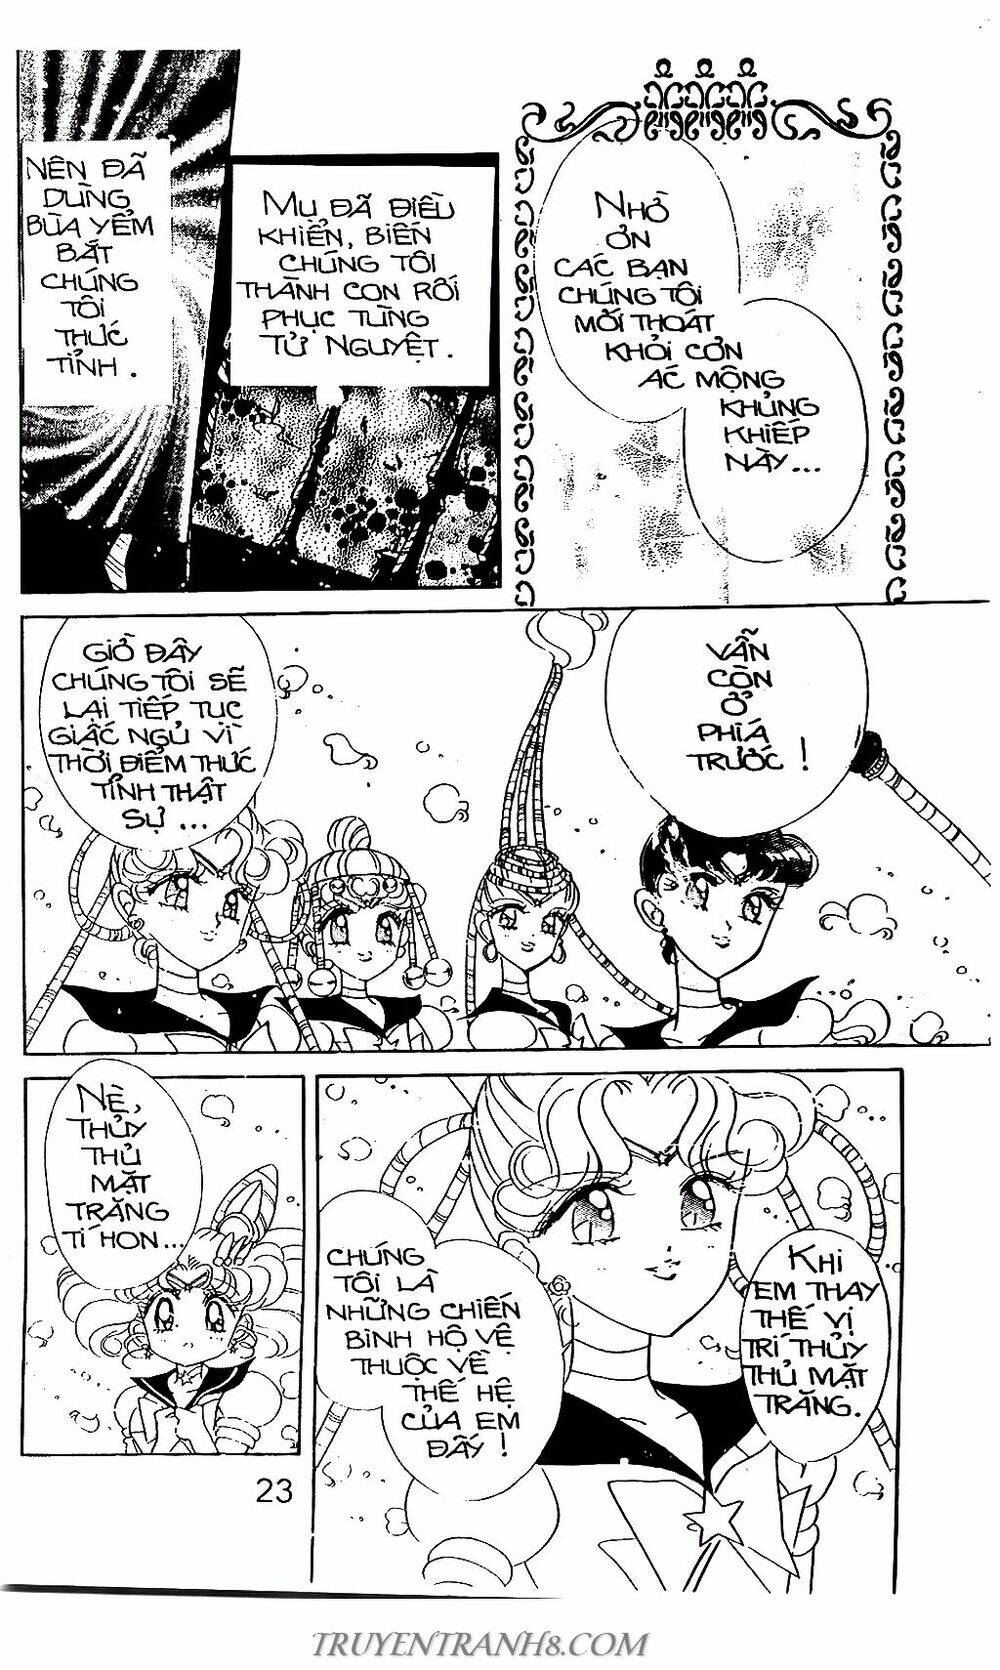 NÊN ĐÃ
DÙNG
BÙA YỂM
BẮT
CHÚNG
TÔI
THỨC
TỈNH.
MỤ ĐÃ ĐIỀU
KHIỂN, BIẾN
CHÚNG TÔI
THÀNH CON RỐI
PHỤC TÙNG
TỬ NGUYỆT.
NHỜ
ƠN
CÁC BẠN
CHÚNG TÔI
MỚI THOÁT
KHỎI CƠN
ÁC MỘNG
KHỦNG
KHIẾP
NÀY...
GIỜ ĐÂY
CHÚNG TÔI SẼ
LẠI TIẾP TỤC
GIẤC NGỦ VÌ
THỜI ĐIỂM THỨC
TỈNH THẬT
SỰ ...
VẪN
CÒN
Ở
PHÍA
TRƯỚC !
NÈ,
THỦY
THỦ
MẶT
TRĂNG
TÍ HON...
CHÚNG
TÔI LÀ
NHỮNG CHIẾN
BINH HỘ VỆ
THUỘC VỀ
THẾ HỆ
CỦA EM
ĐẤY !
KHI
EM THAY
THẾ VỊ
TRÍ THỦY
THỦ MẶT
TRĂNG.
23
TRUYENTRANH8.COM